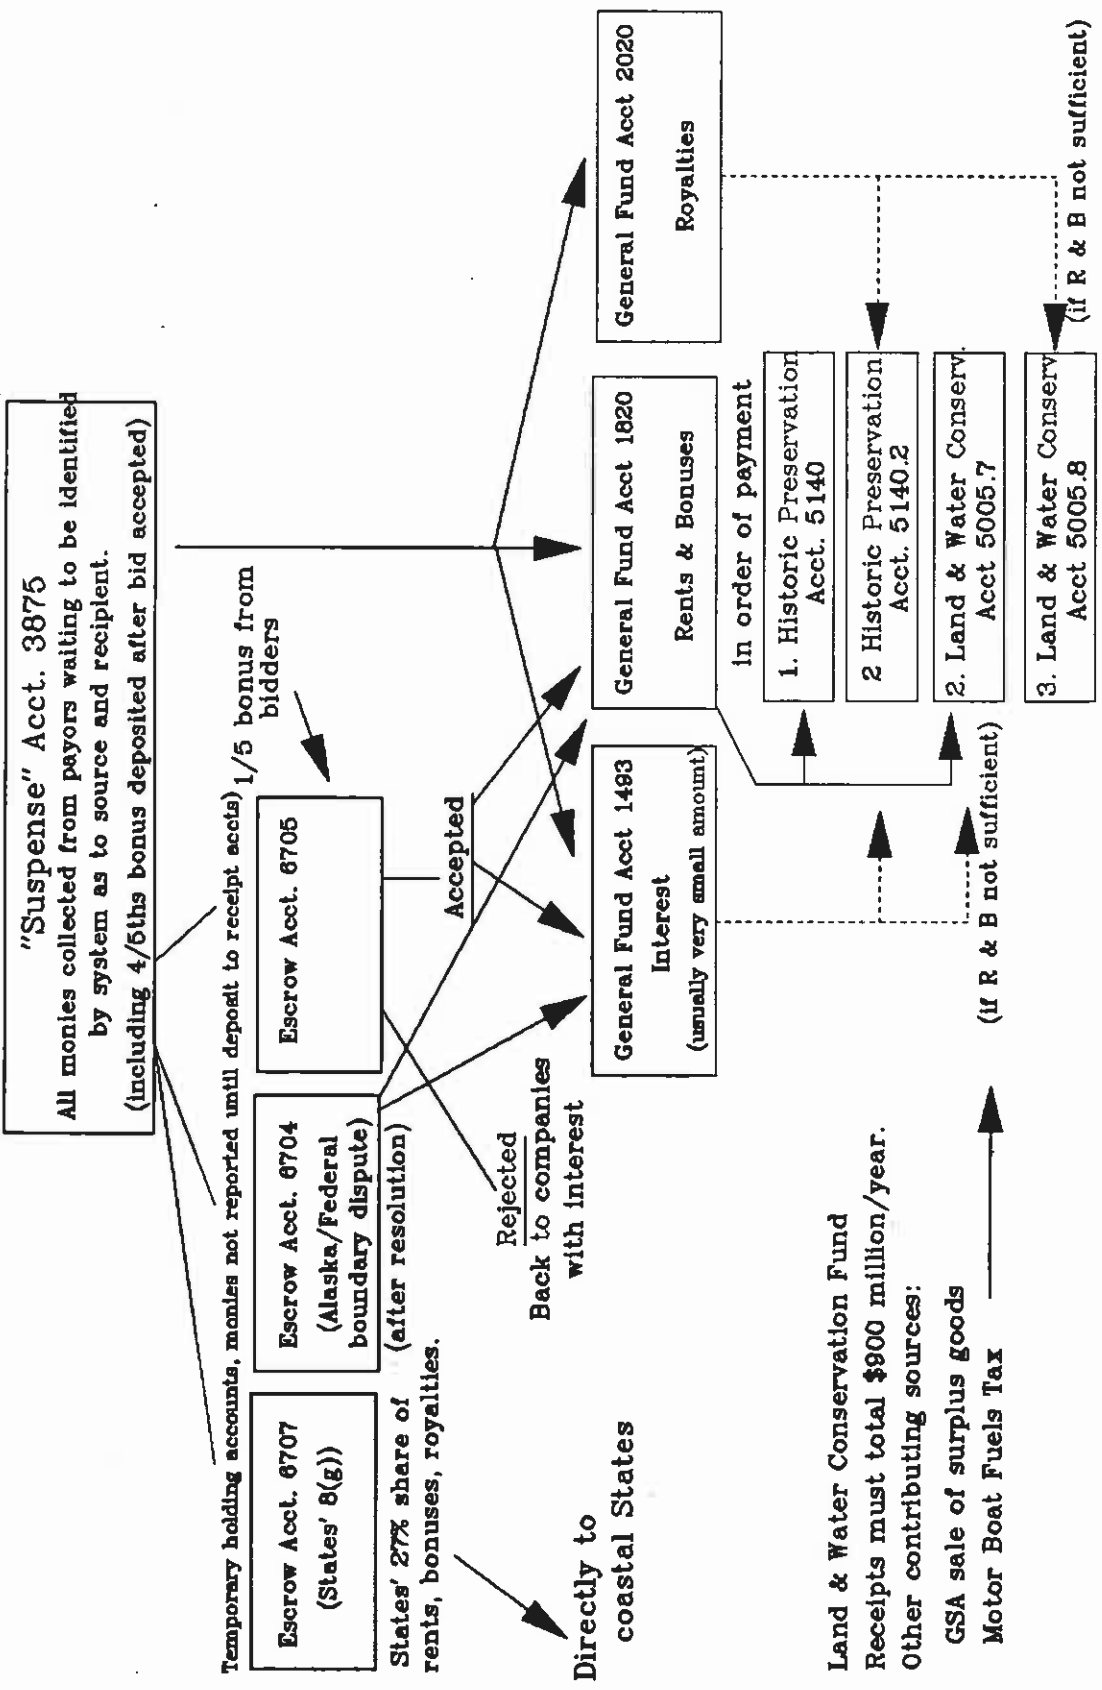 "Suspense" Acct. 3875
All monies collected from payors waiting to be identified
by system as to source and recipient.
(including 4/5ths bonus deposited after bid accepted)
Temporary holding accounts, monies not reported until deposit to receipt accts)
1/5 bonus from
bidders
Escrow Acct. 6707
(States' 8(g))
Escrow Acct. 6704
(Alaska/Federal
boundary dispute)
Escrow Acct. 6705
States' 27% share of
rents, bonuses, royalties.
(after resolution)
Accepted
Rejected
Back to companies
with interest
Directly to
coastal States
General Fund Acct 1493
Interest
(usually very small amount)
General Fund Acct 1820
Rents & Bonuses
General Fund Acct 2020
Royalties
in order of payment
1. Historic Preservation
Acct. 5140
2 Historic Preservation
Acct. 5140.2
2. Land & Water Conserv.
Acct 5005.7
3. Land & Water Conserv
Acct 5005.8
(if R & B not sufficient)
(if R & B not sufficient)
Land & Water Conservation Fund
Receipts must total $900 million/year.
Other contributing sources:
GSA sale of surplus goods
Motor Boat Fuels Tax